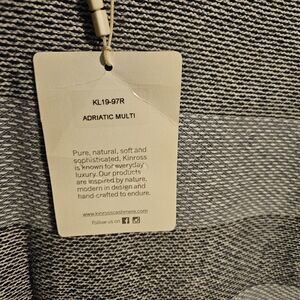 KL19-97R
ADRIATIC MULTI
Pure, natural, soft and
sophisticated, Kinross
is known for everyday
luxury. Our products
are inspired by nature,
modern in design and
hand-crafted to endure.
www.kinrosscashmere.com
Follow us on